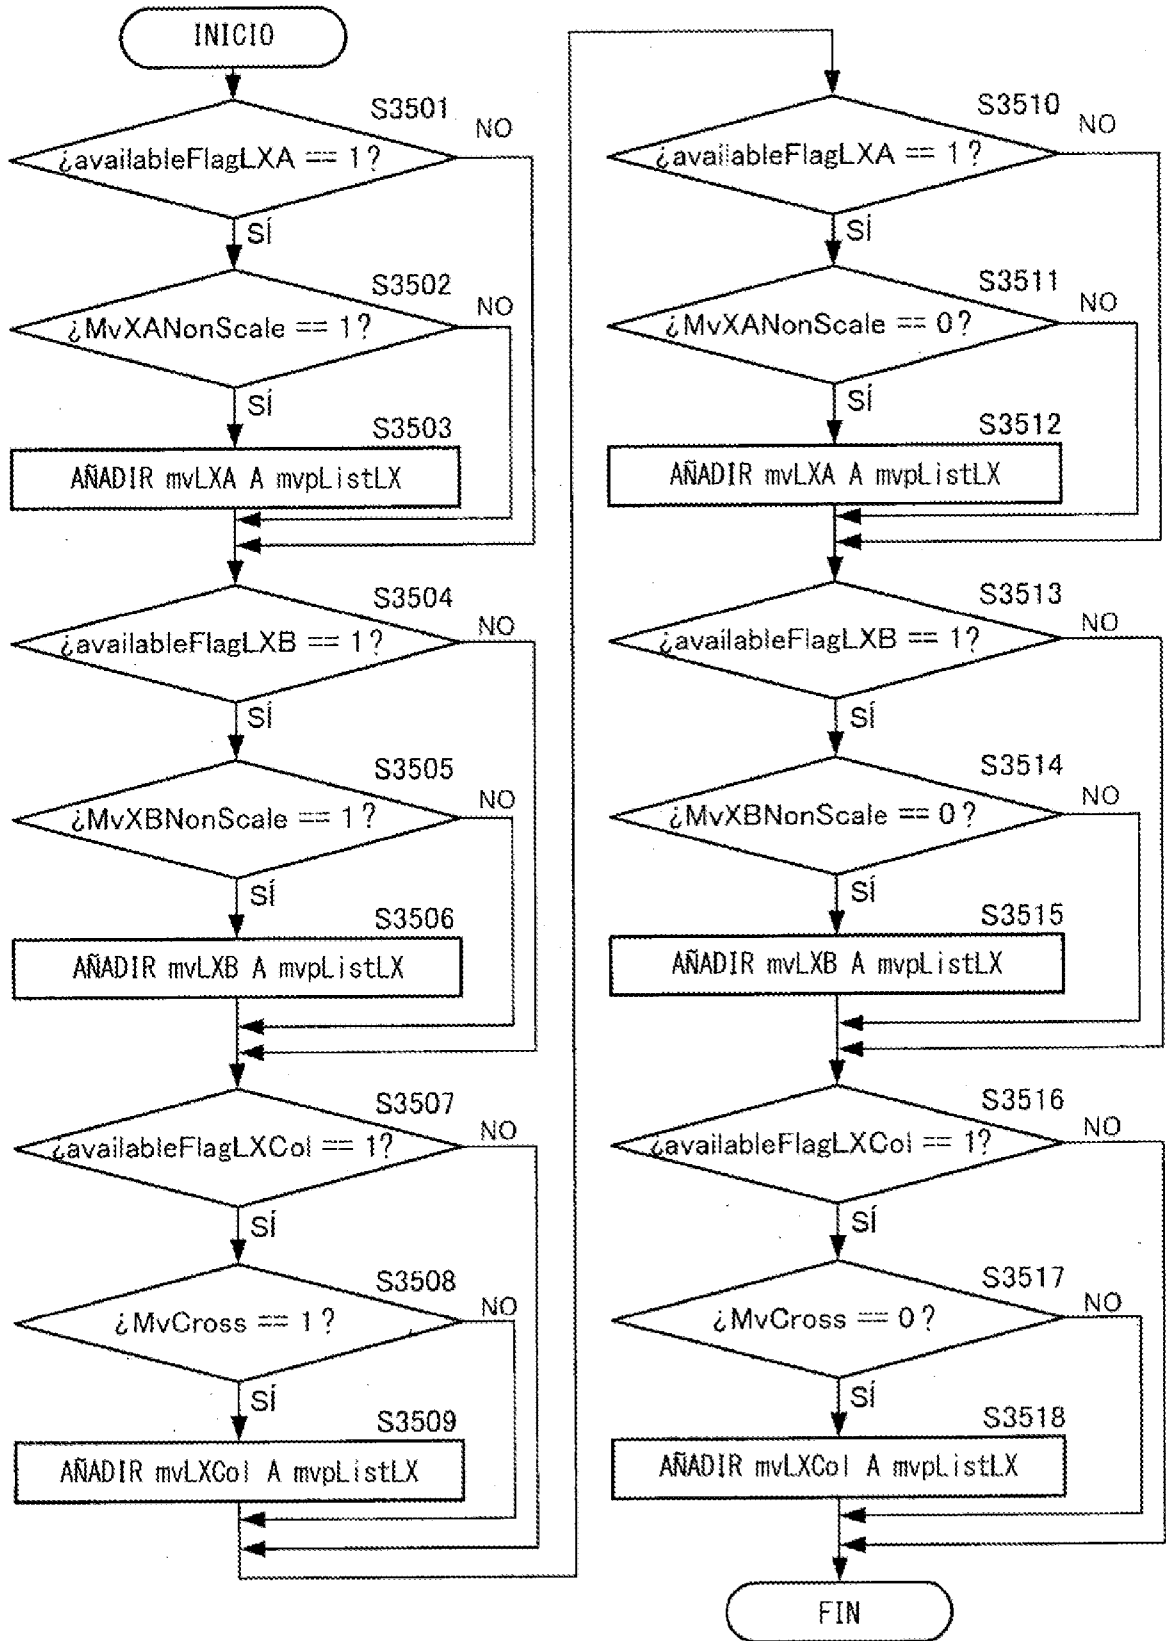 INICIO
S3501
¿availableFlagLXA == 1?
NO
SÍ
S3502
¿MvXANonScale == 1?
NO
SÍ
S3503
AÑADIR mvLXA A mvpListLX
S3504
¿availableFlagLXB == 1?
NO
SÍ
S3505
¿MvXBNonScale == 1?
NO
SÍ
S3506
AÑADIR mvLXB A mvpListLX
S3507
¿availableFlagLXCol == 1?
NO
SÍ
S3508
¿MvCross == 1?
NO
SÍ
S3509
AÑADIR mvLXCol A mvpListLX
S3510
¿availableFlagLXA == 1?
NO
SÍ
S3511
¿MvXANonScale == 0?
NO
SÍ
S3512
AÑADIR mvLXA A mvpListLX
S3513
¿availableFlagLXB == 1?
NO
SÍ
S3514
¿MvXBNonScale == 0?
NO
SÍ
S3515
AÑADIR mvLXB A mvpListLX
S3516
¿availableFlagLXCol == 1?
NO
SÍ
S3517
¿MvCross == 0?
NO
SÍ
S3518
AÑADIR mvLXCol A mvpListLX
FIN